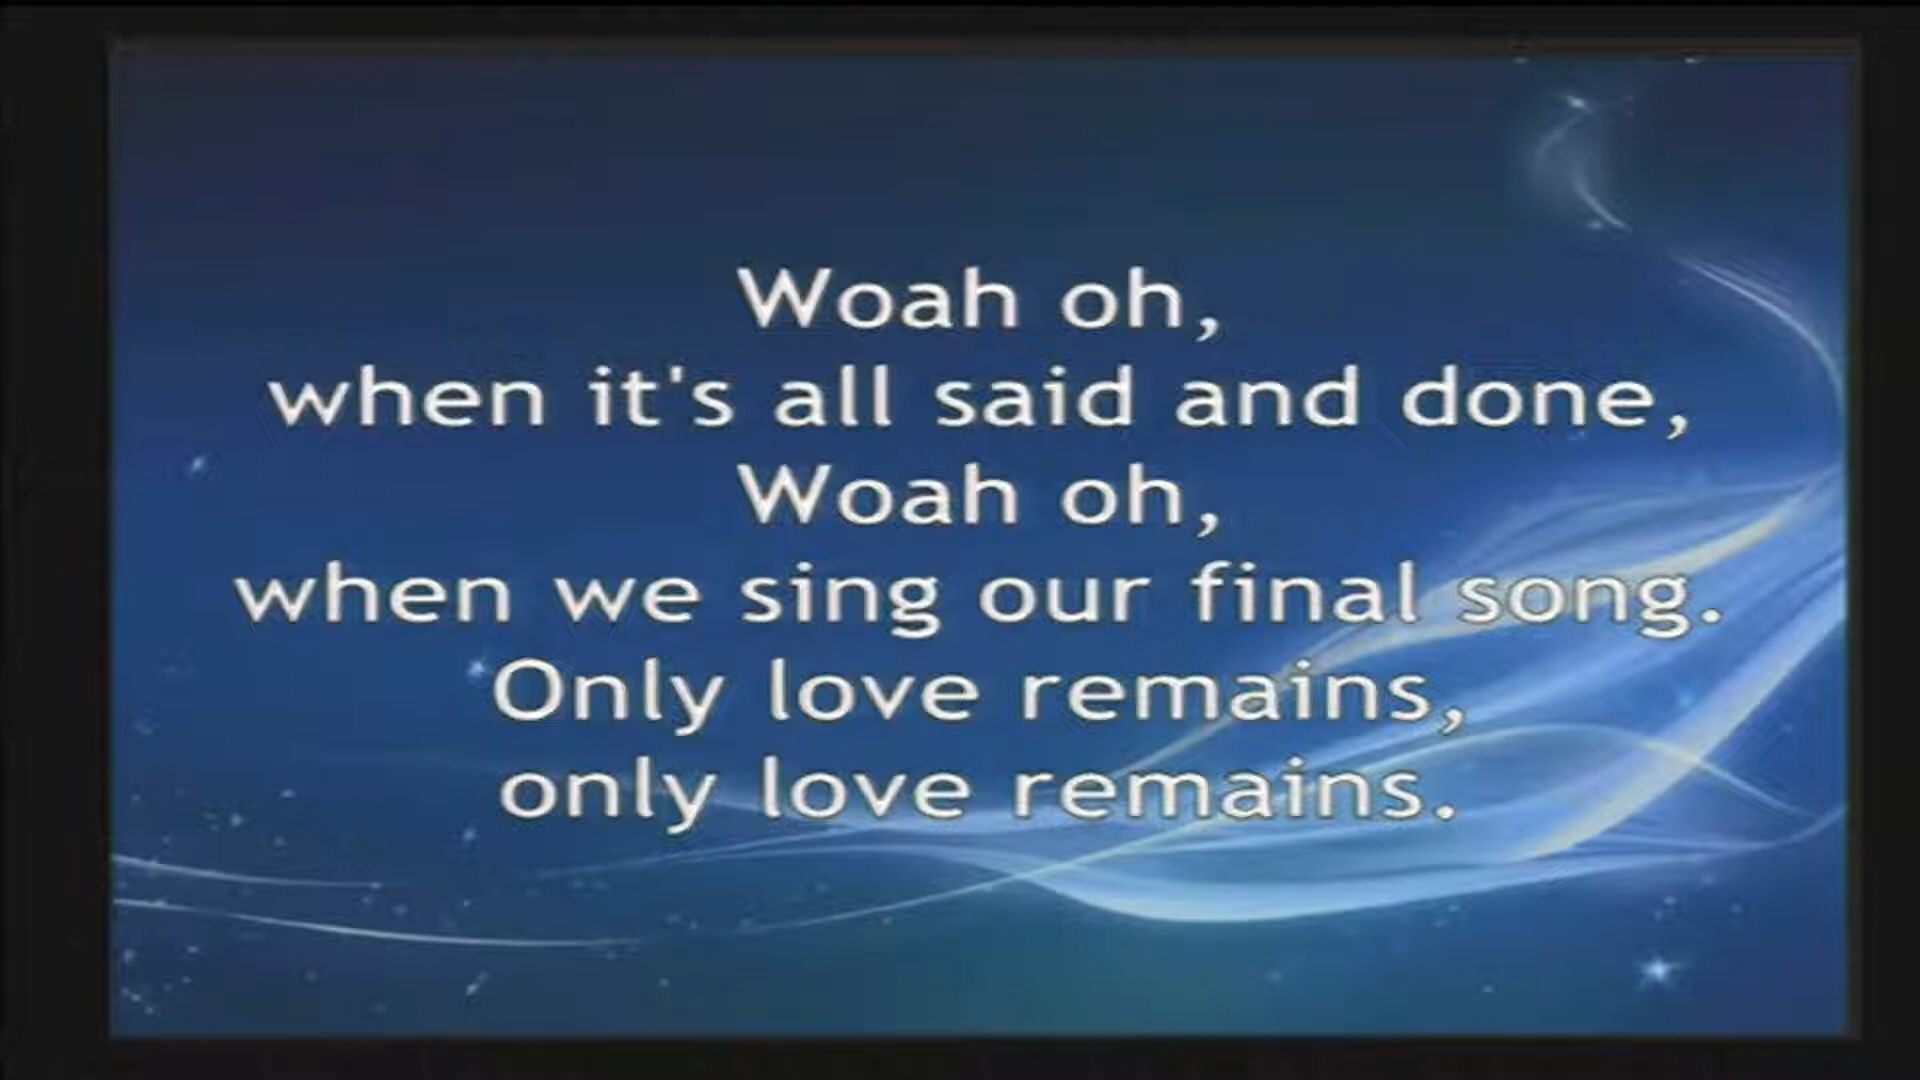 Woah oh,
when it's all said and done,
Woah oh,
when we sing our final song.
Only love remains,
only love remains.